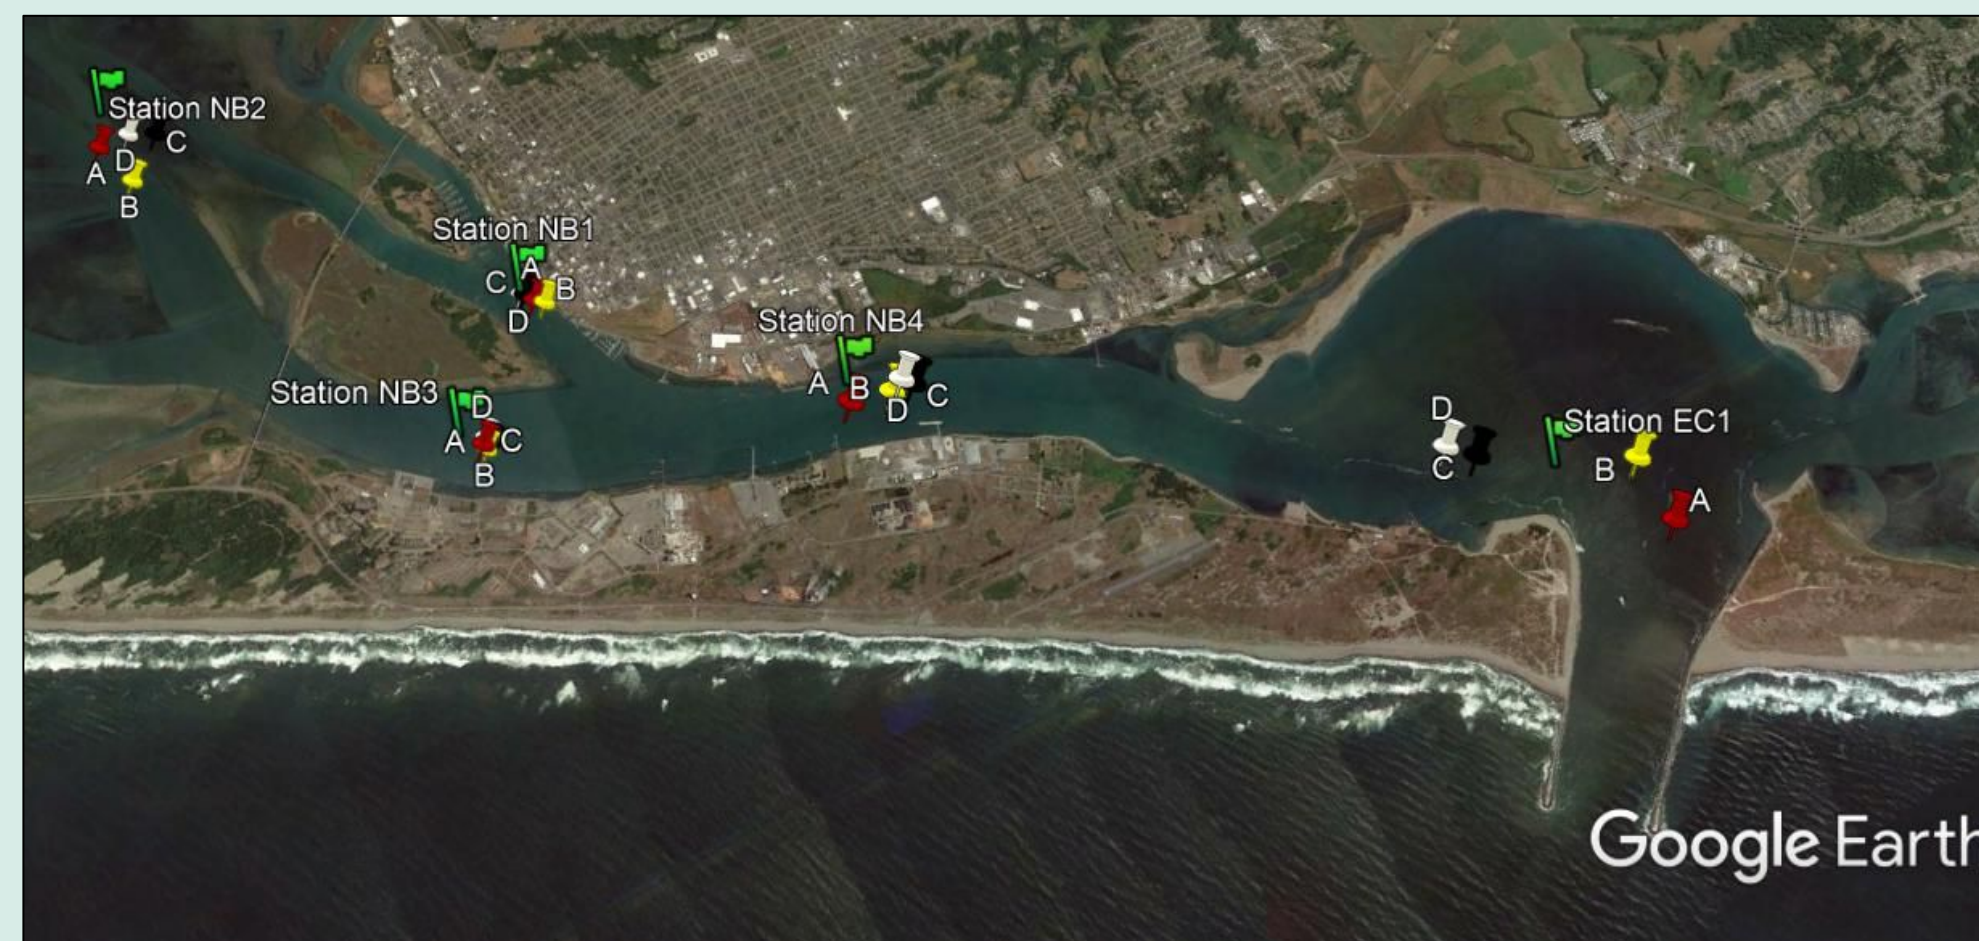 Station NB2
C
D
A
B
Station NB1
A
C
B
D
Station NB4
A
B
C
D
Station NB3
D
A
C
B
D
Station EC1
C
B
A
Google Earth